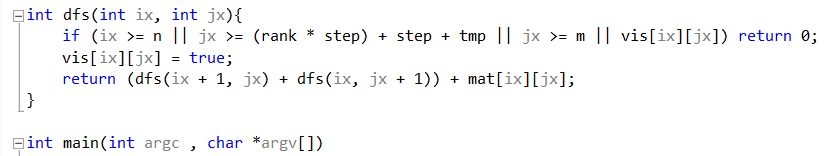 int dfs(int ix, int jx){
    if (ix >= n || jx >= (rank * step) + step + tmp || jx >= m || vis[ix][jx]) return 0;
    vis[ix][jx] = true;
    return (dfs(ix + 1, jx) + dfs(ix, jx + 1)) + mat[ix][jx];
}
int main(int argc , char *argv[])